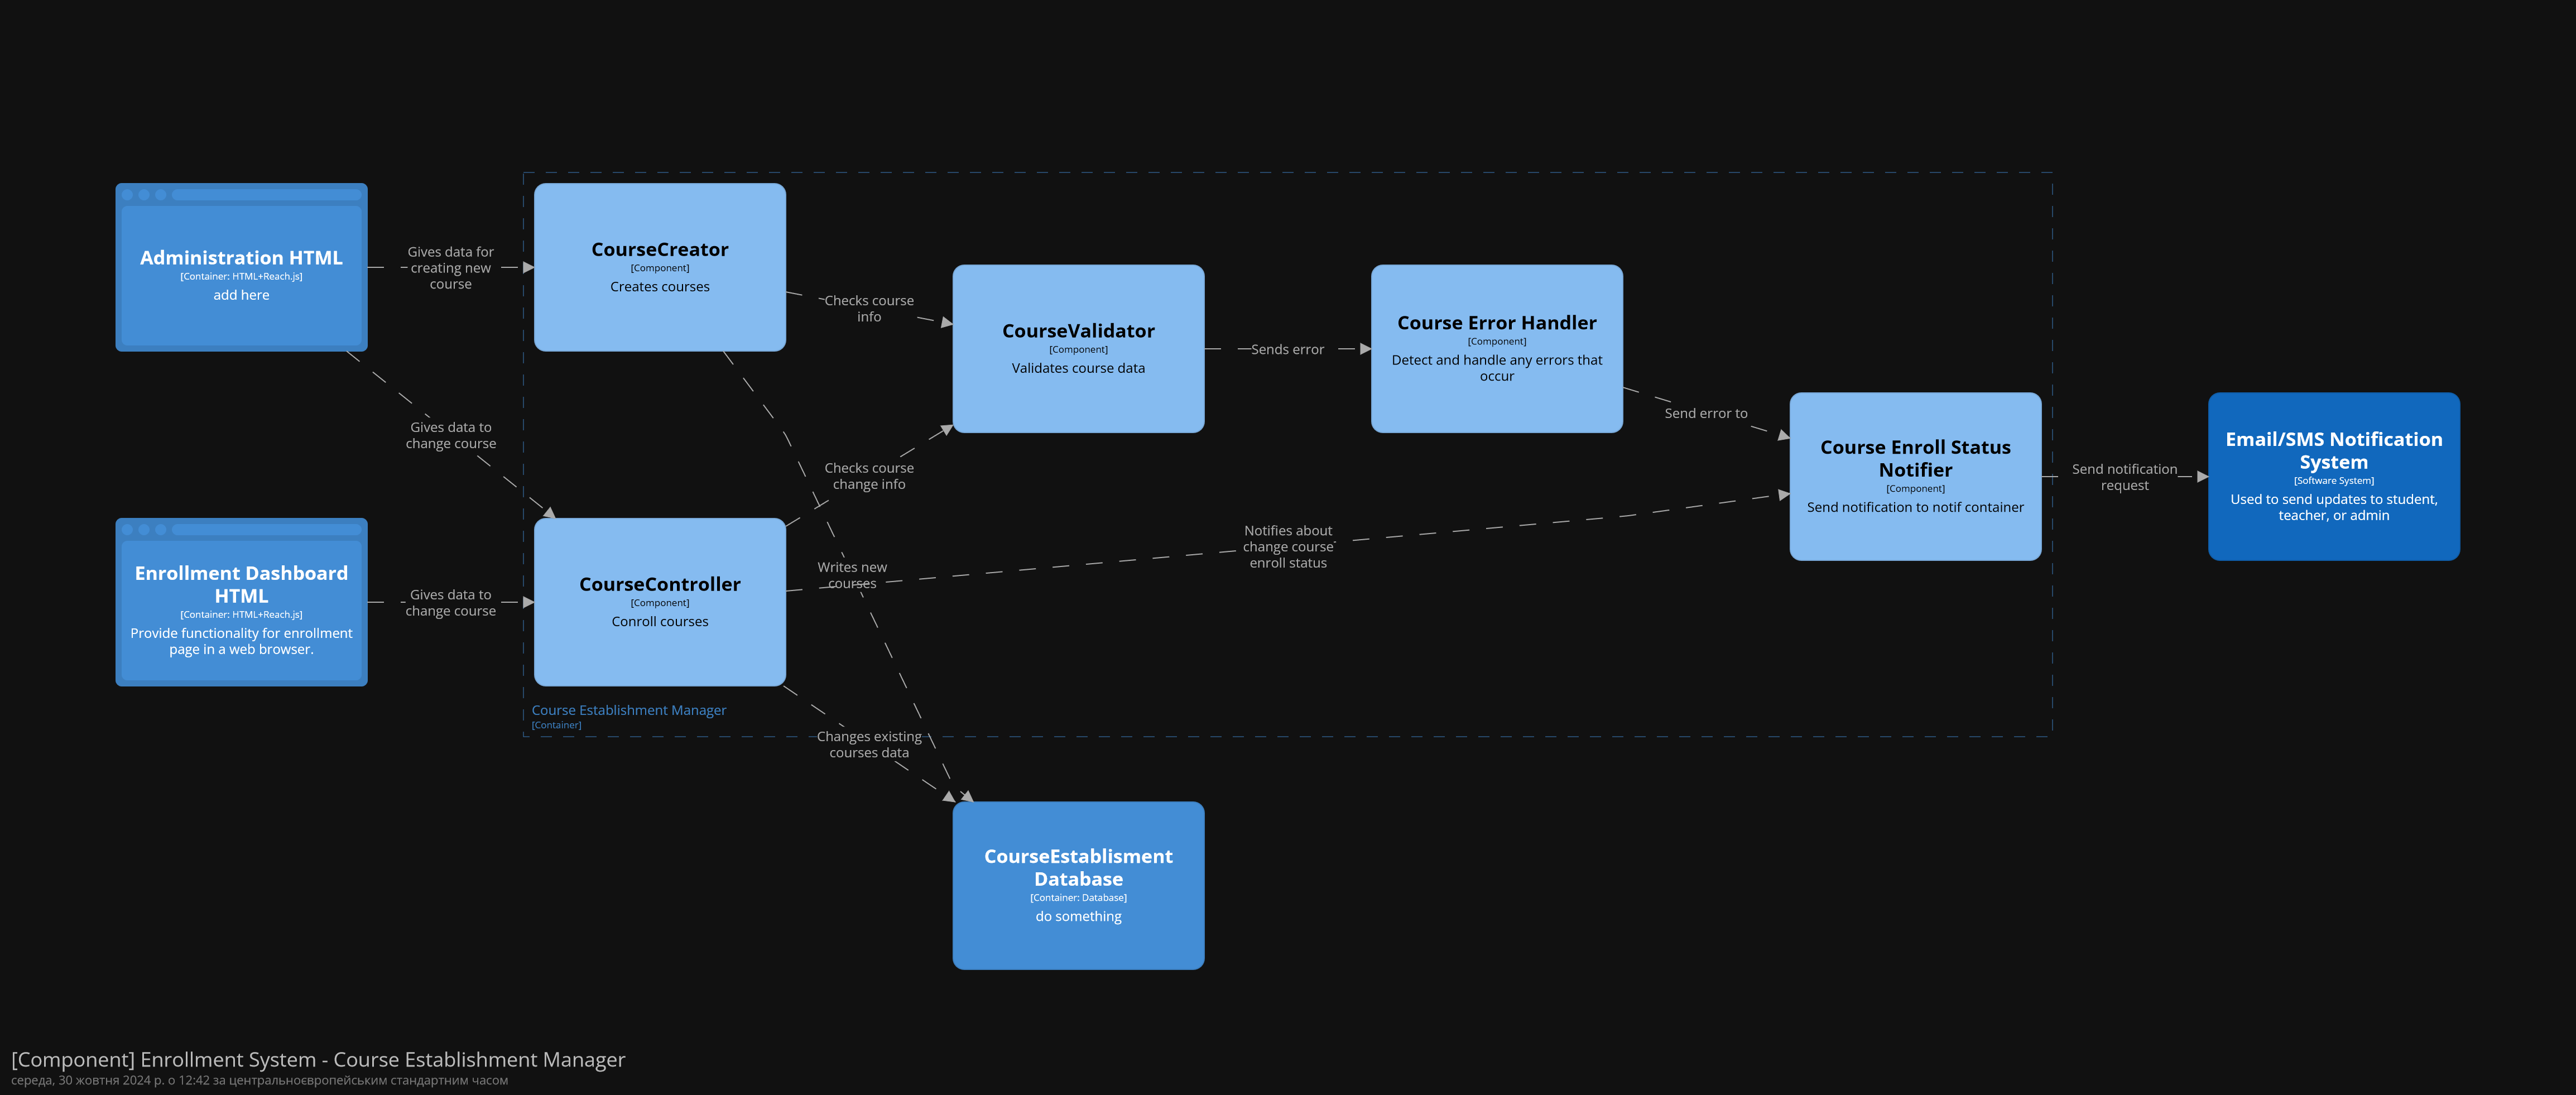 Administration HTML
[Container: HTML+Reach.js]
add here
Gives data for
creating new
course
CourseCreator
[Component]
Creates courses
Checks course
info
CourseValidator
[Component]
Validates course data
Sends error
Course Error Handler
[Component]
Detect and handle any errors that
occur
Send error to
Course Enroll Status
Notifier
[Component]
Send notification to notif container
Send notification
request
Email/SMS Notification
System
[Software System]
Used to send updates to student,
teacher, or admin
Gives data to
change course
Checks course
change info
Enrollment Dashboard
HTML
[Container: HTML+Reach.js]
Provide functionality for enrollment
page in a web browser.
Gives data to
change course
CourseController
[Component]
Conroll courses
Writes new
courses
Notifies about
change course
enroll status
Course Establishment Manager
[Container]
Changes existing
courses data
CourseEstablisment
Database
[Container: Database]
do something
[Component] Enrollment System - Course Establishment Manager
середа, 30 жовтня 2024 р. о 12:42 за центральноєвропейським стандартним часом